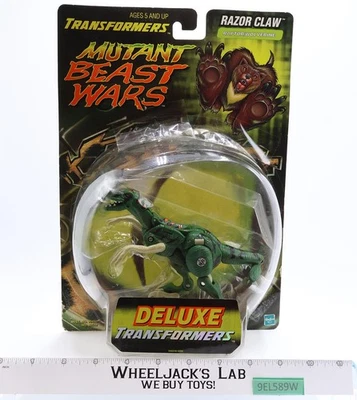 AGES 5 AND UP
TRANSFORMERS
MUTANT
BEAST
WARS
RAZOR CLAW
DELUXE
TRANSFORMERS
Hasbro
WHEELJACK'S LAB
WE BUY TOYS!
9EL589W